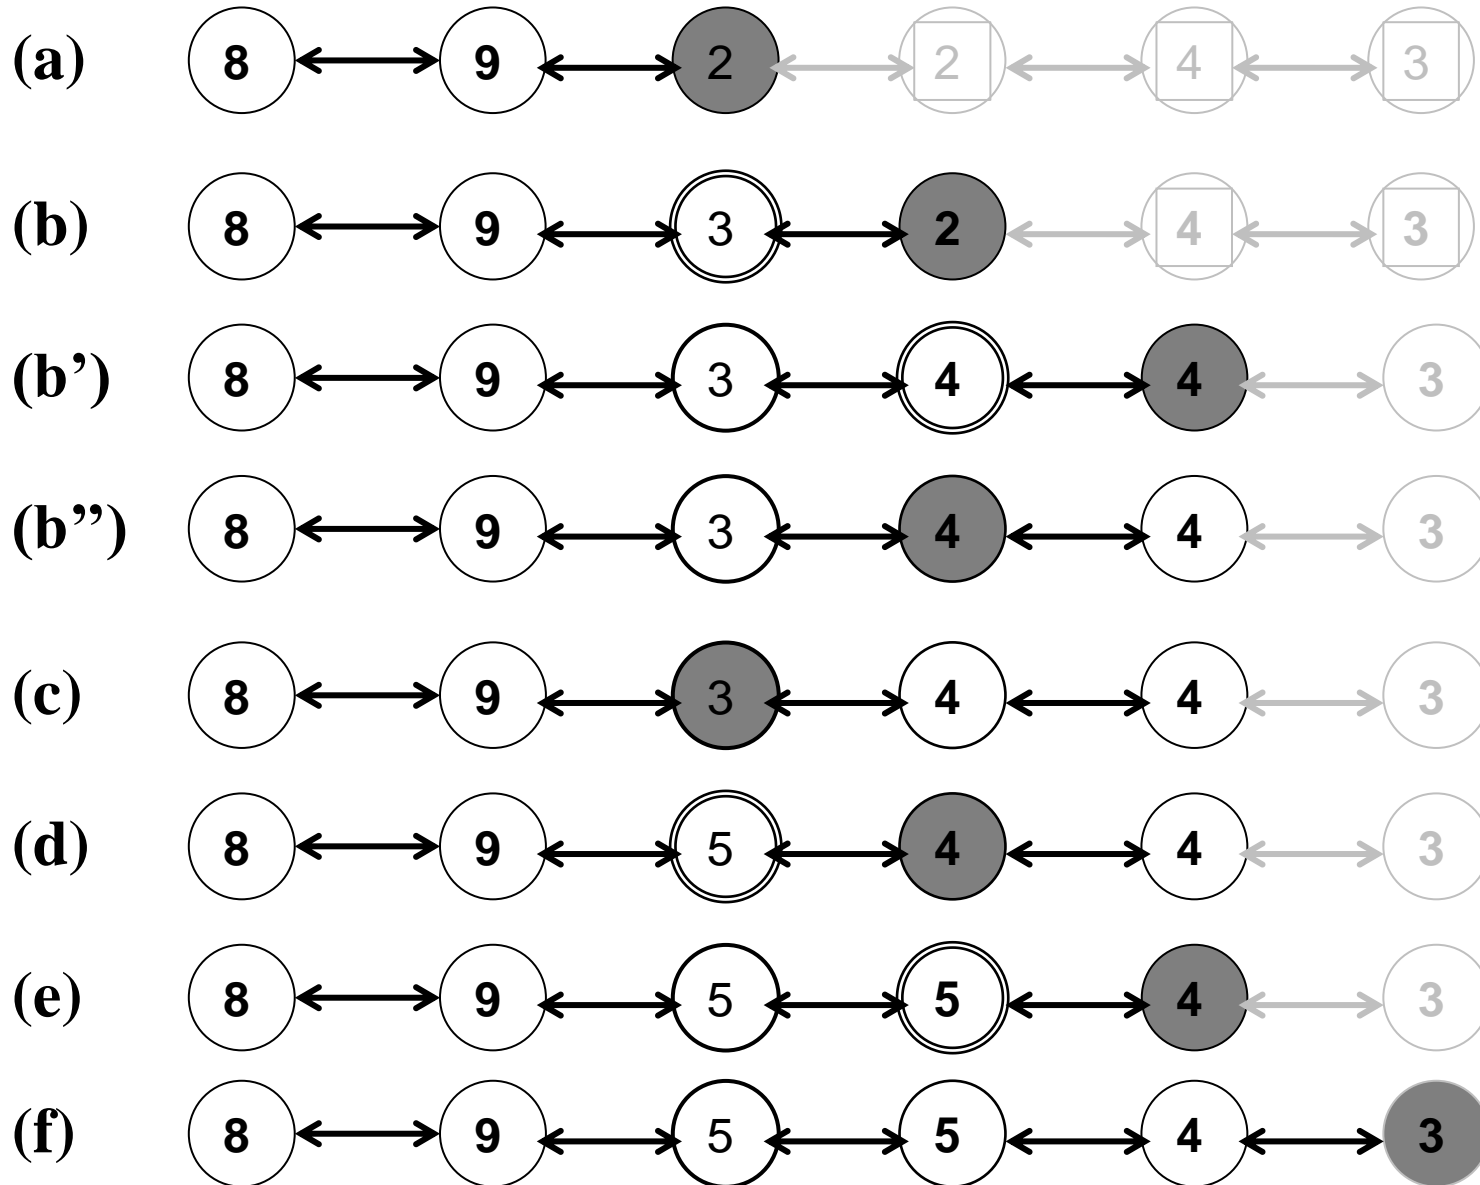 (a) 8 9 2 2 4 3
(b) 8 9 3 2 4 3
(b’) 8 9 3 4 4 3
(b”) 8 9 3 4 4 3
(c) 8 9 3 4 4 3
(d) 8 9 5 4 4 3
(e) 8 9 5 5 4 3
(f) 8 9 5 5 4 3